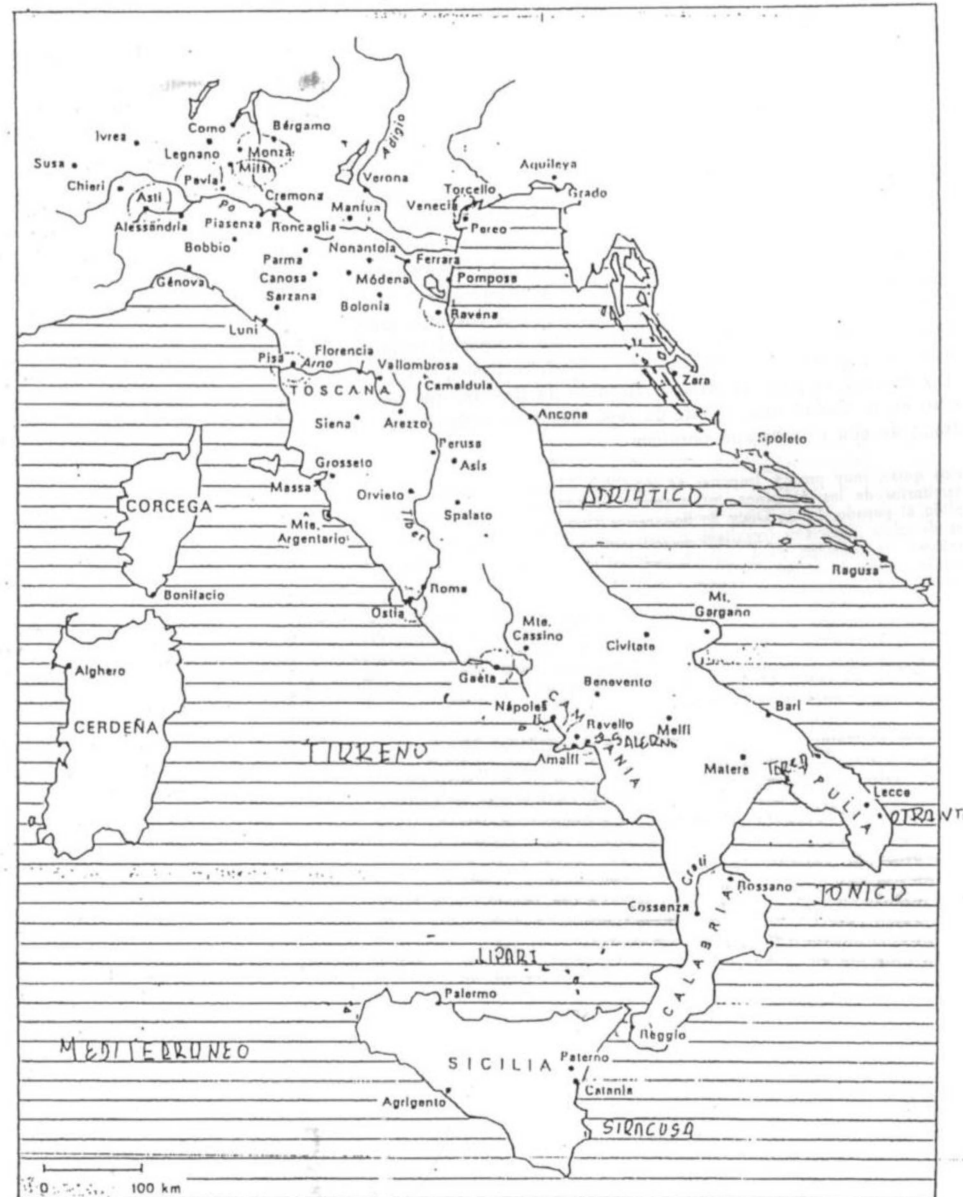 Como
Bérgamo
Ivrea
Legnano
Monza
Milán
Susa
Pavía
Chieri
Asti
Adigio
Verona
Aquileya
Grado
Torcello
Venecia
Pereo
Cremona
Mantua
Po
Piasenza
Roncaglia
Alessandria
Bobbio
Nonantola
Ferrara
Parma
Canosa
Módena
Pomposa
Génova
Sarzana
Bolonia
Ravena
Luni
Florencia
Pisa
Arno
Vallombrosa
TOSCANA
Camaldula
Zara
Siena
Arezzo
Ancona
Perusa
Asís
Spoleto
Grosseto
Massa
Orvieto
ADRIATICO
CORCEGA
Mte.
Argentario
Tíber
Spalato
Ragusa
Bonifacio
Roma
Ostia
Mt.
Gargano
Mte.
Cassino
Civitate
Alghero
Gaéta
Benevento
CERDEÑA
Nápoles
CAMPANIA
Bari
Ravello
Melfi
SALERNO
TIRRENO
Amalfi
Matera
APULIA
Lecce
OTRANT
Crati
Rossano
JONICO
Cossenza
CALABRIA
LIPARI
Palermo
Reggio
MEDITERRANEO
SICILIA
Paterno
Catania
Agrigento
SIRACUSA
0 100 km